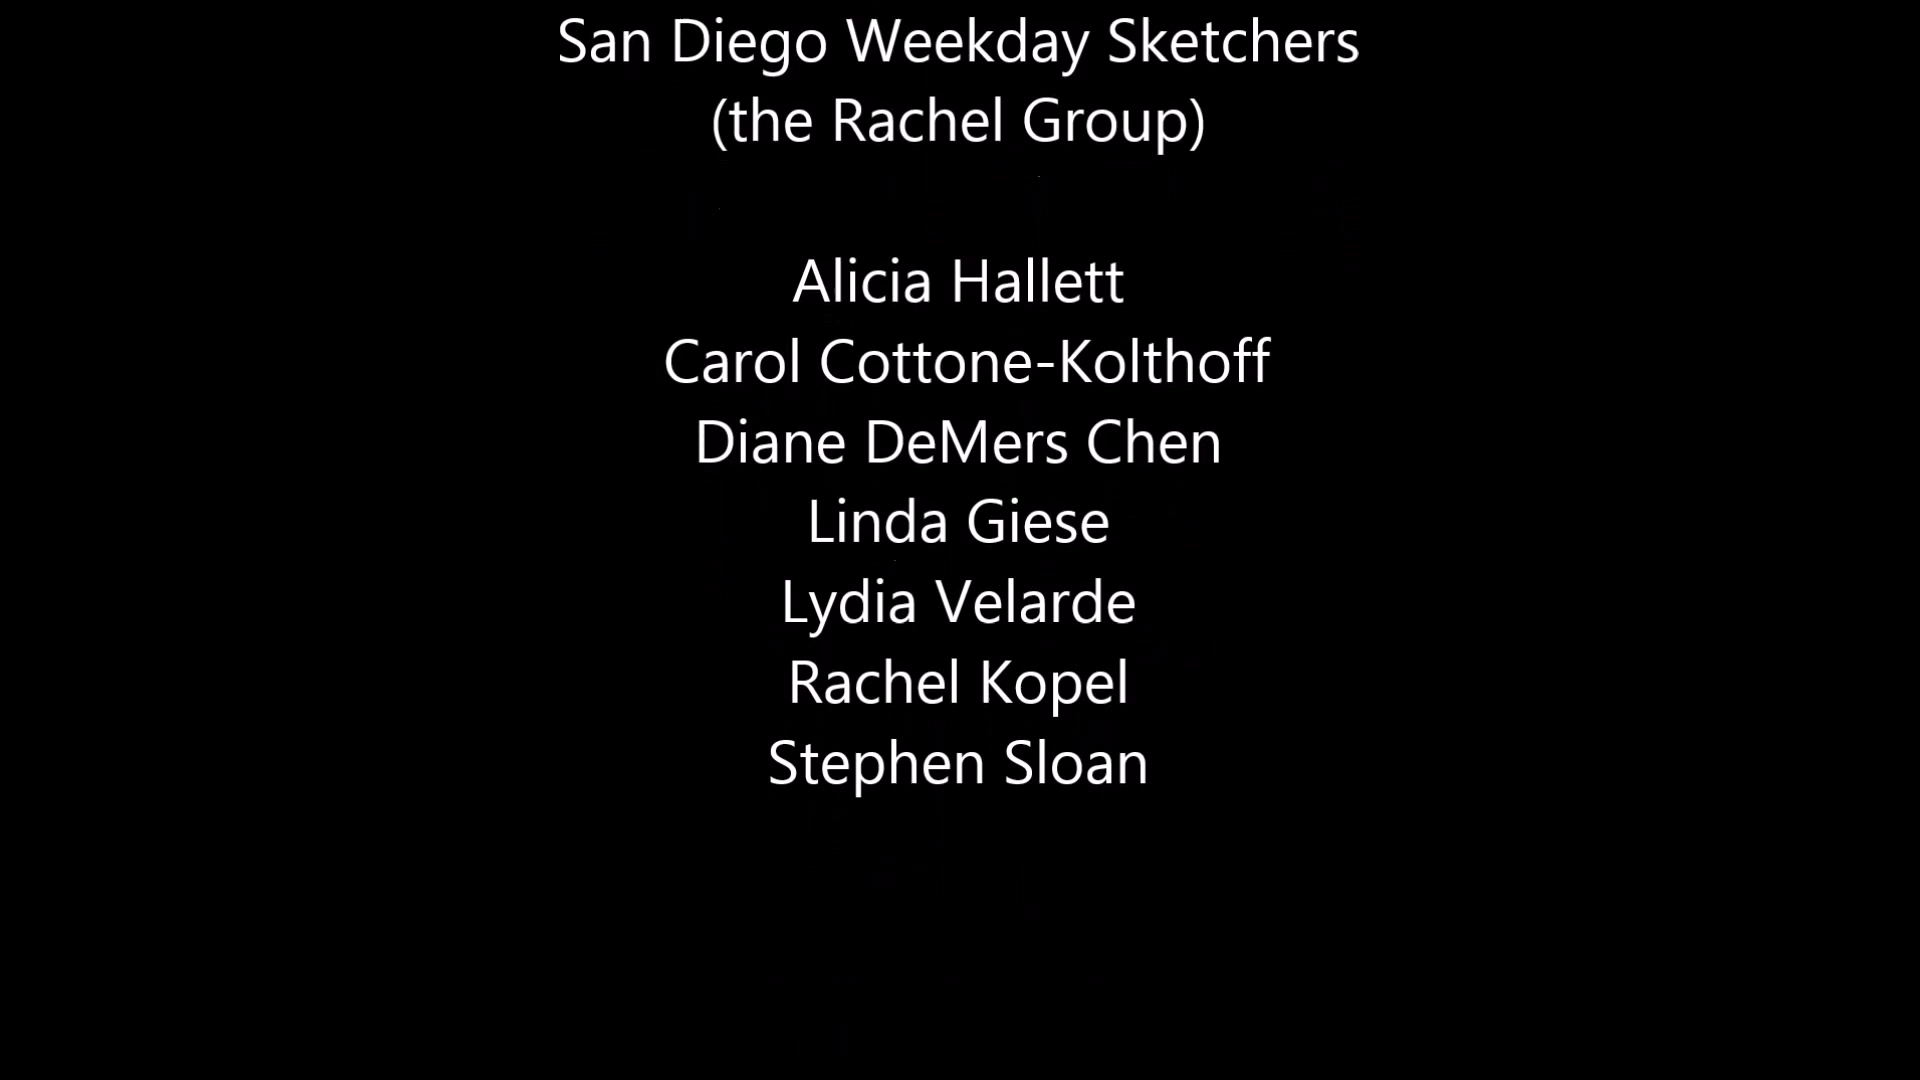 San Diego Weekday Sketchers
(the Rachel Group)
Alicia Hallett
Carol Cottone-Kolthoff
Diane DeMers Chen
Linda Giese
Lydia Velarde
Rachel Kopel
Stephen Sloan